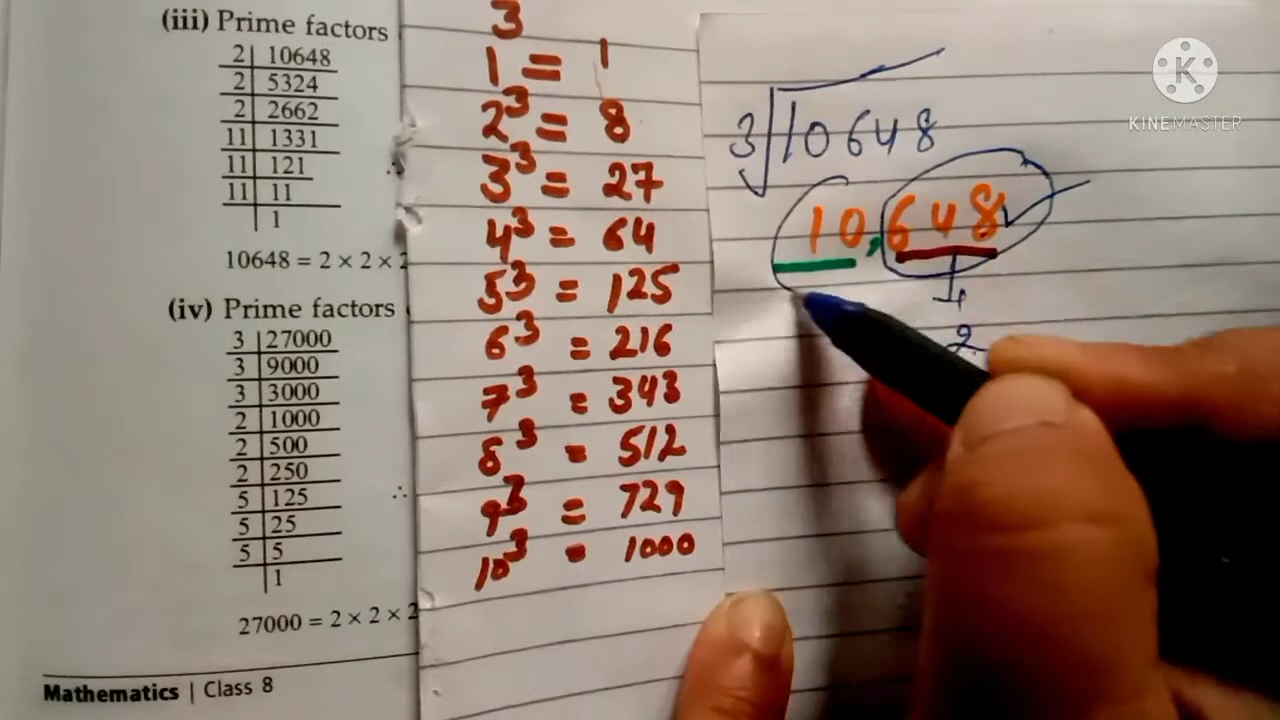 (iii) Prime factors
2 10648
2 5324
2 2662
11 1331
11 121
11 11
1
10648 = 2 × 2 × 2
(iv) Prime factors
3 27000
3 9000
3 3000
2 1000
2 500
2 250
5 125
5 25
5 5
1
27000 = 2 × 2 × 2
Mathematics | Class 8
1³ = 1
2³ = 8
3³ = 27
4³ = 64
5³ = 125
6³ = 216
7³ = 343
8³ = 512
9³ = 729
10³ = 1000
3√10648
10,648
2
K
KINEMASTER